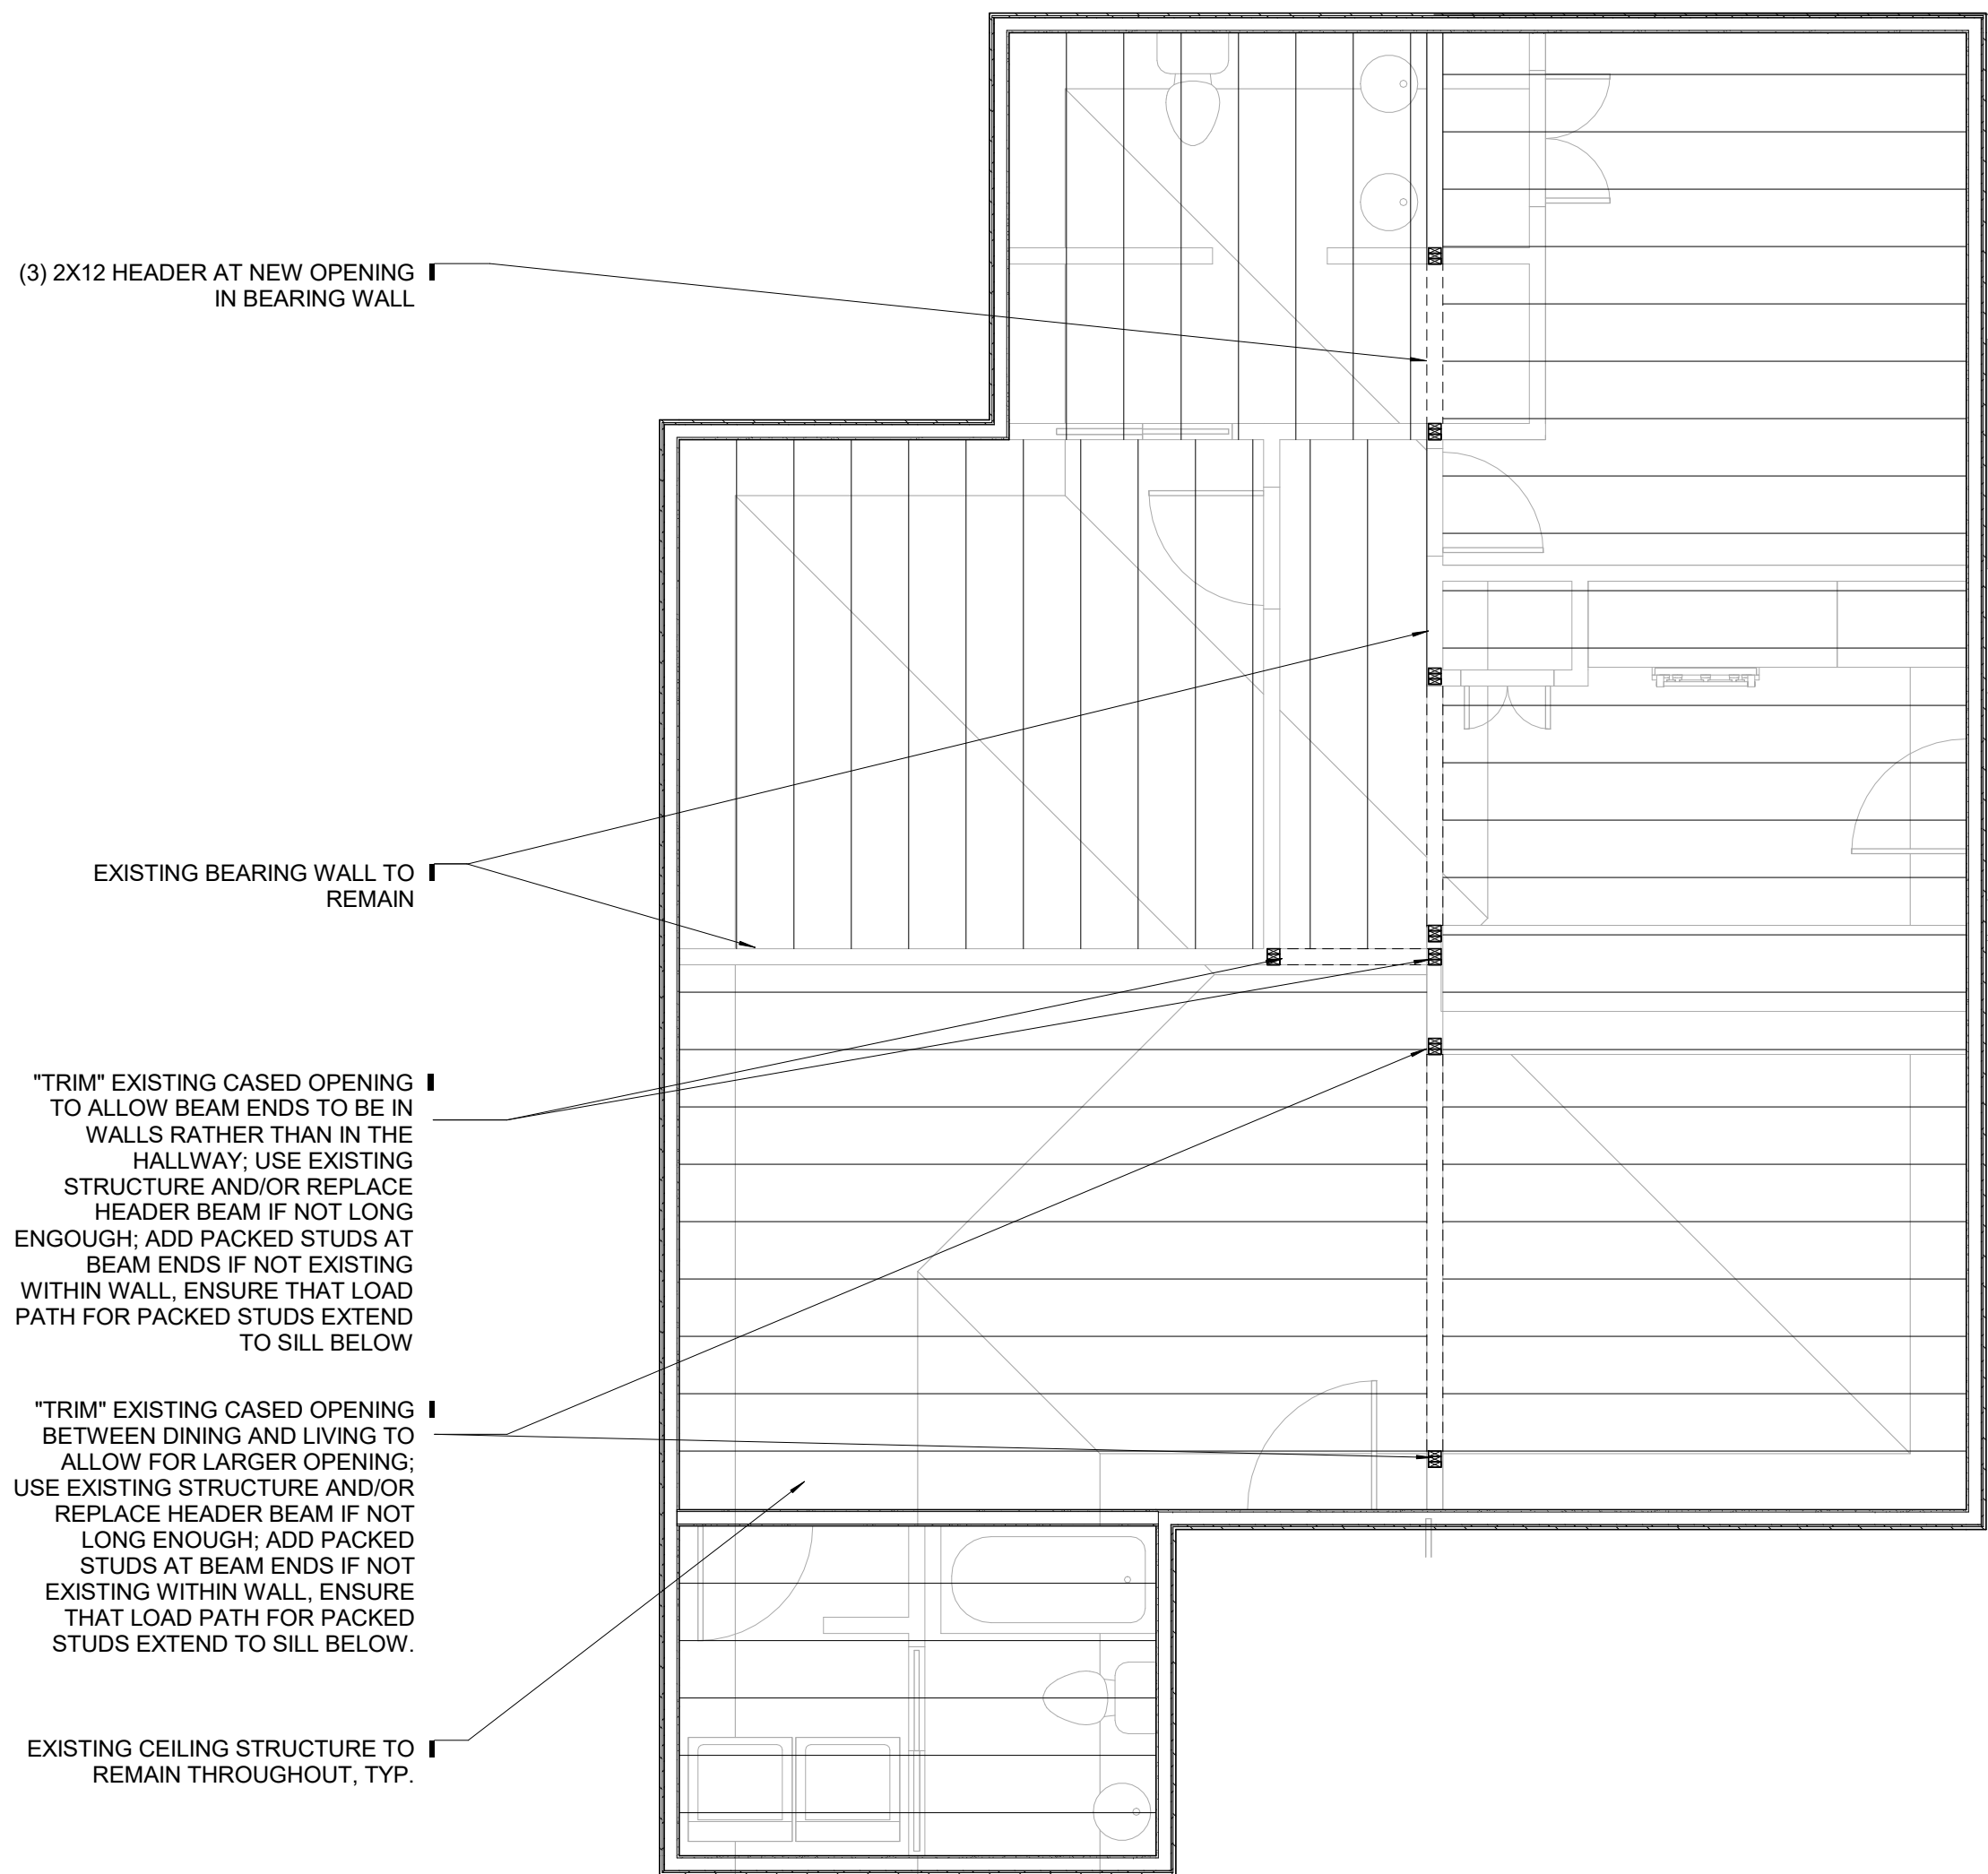 (3) 2X12 HEADER AT NEW OPENING
IN BEARING WALL
EXISTING BEARING WALL TO
REMAIN
"TRIM" EXISTING CASED OPENING
TO ALLOW BEAM ENDS TO BE IN
WALLS RATHER THAN IN THE
HALLWAY; USE EXISTING
STRUCTURE AND/OR REPLACE
HEADER BEAM IF NOT LONG
ENGOUGH; ADD PACKED STUDS AT
BEAM ENDS IF NOT EXISTING
WITHIN WALL, ENSURE THAT LOAD
PATH FOR PACKED STUDS EXTEND
TO SILL BELOW
"TRIM" EXISTING CASED OPENING
BETWEEN DINING AND LIVING TO
ALLOW FOR LARGER OPENING;
USE EXISTING STRUCTURE AND/OR
REPLACE HEADER BEAM IF NOT
LONG ENOUGH; ADD PACKED
STUDS AT BEAM ENDS IF NOT
EXISTING WITHIN WALL, ENSURE
THAT LOAD PATH FOR PACKED
STUDS EXTEND TO SILL BELOW.
EXISTING CEILING STRUCTURE TO
REMAIN THROUGHOUT, TYP.